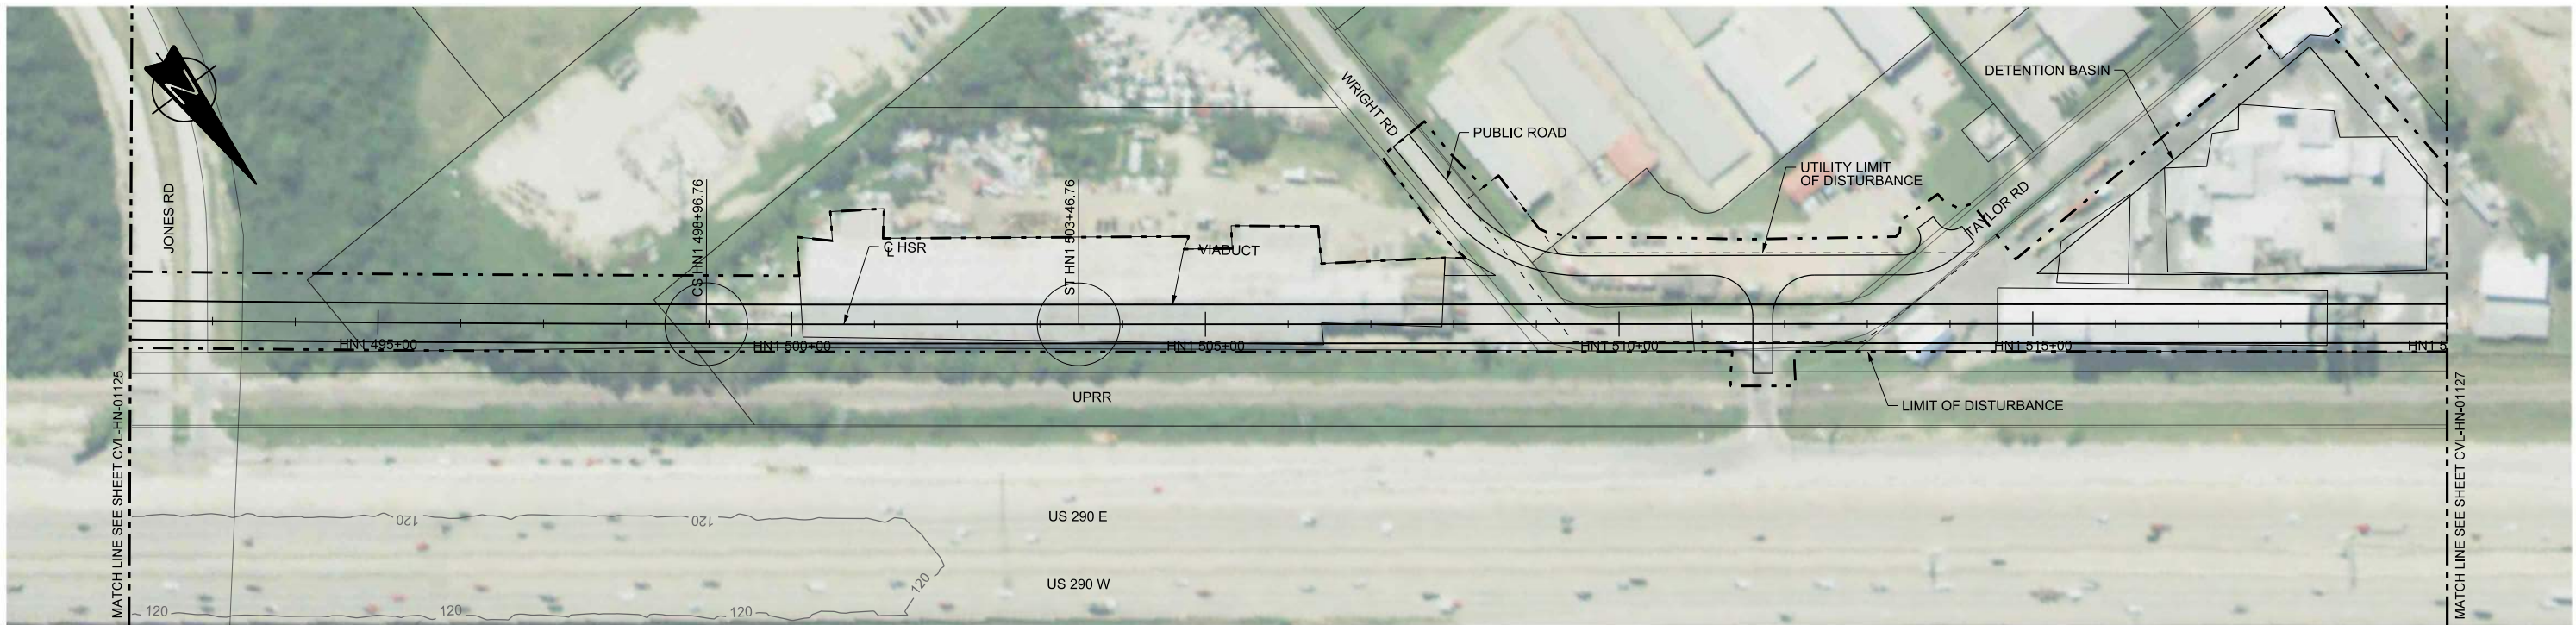 WRIGHT RD
DETENTION BASIN
PUBLIC ROAD
UTILITY LIMIT
OF DISTURBANCE
TAYLOR RD
JONES RD
CS HN1 498+96.76
ST HN1 503+46.76
℄ HSR
VIADUCT
HN1 495+00
HN1 500+00
HN1 505+00
HN1 510+00
HN1 515+00
HN1 5
UPRR
LIMIT OF DISTURBANCE
MATCH LINE SEE SHEET CVL-HN-01125
MATCH LINE SEE SHEET CVL-HN-01127
120
120
US 290 E
120
US 290 W
120
120
120